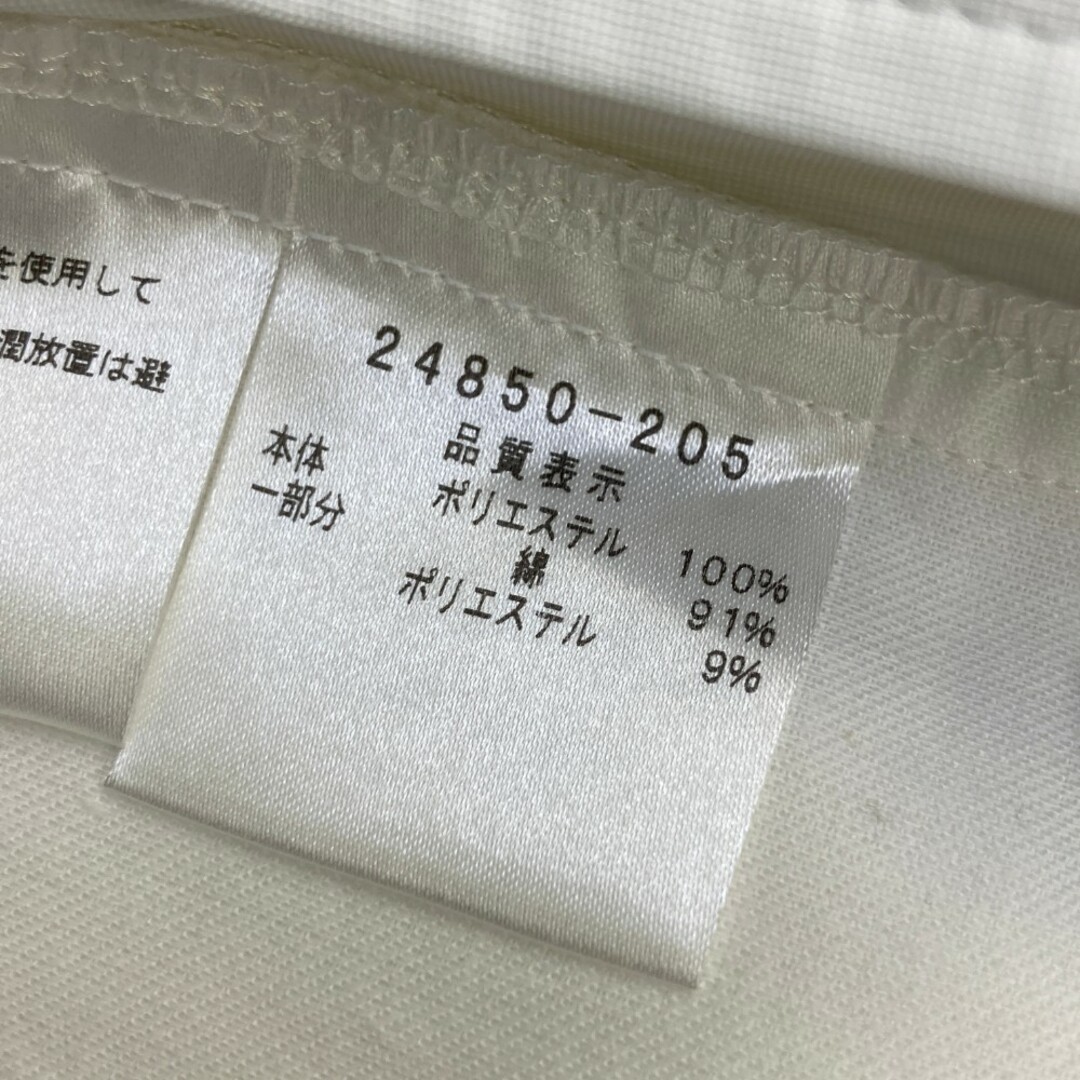 を使用して
潤放置は避
24850-205
品質表示
本体 ポリエステル 100%
一部分 綿 91%
ポリエステル 9%